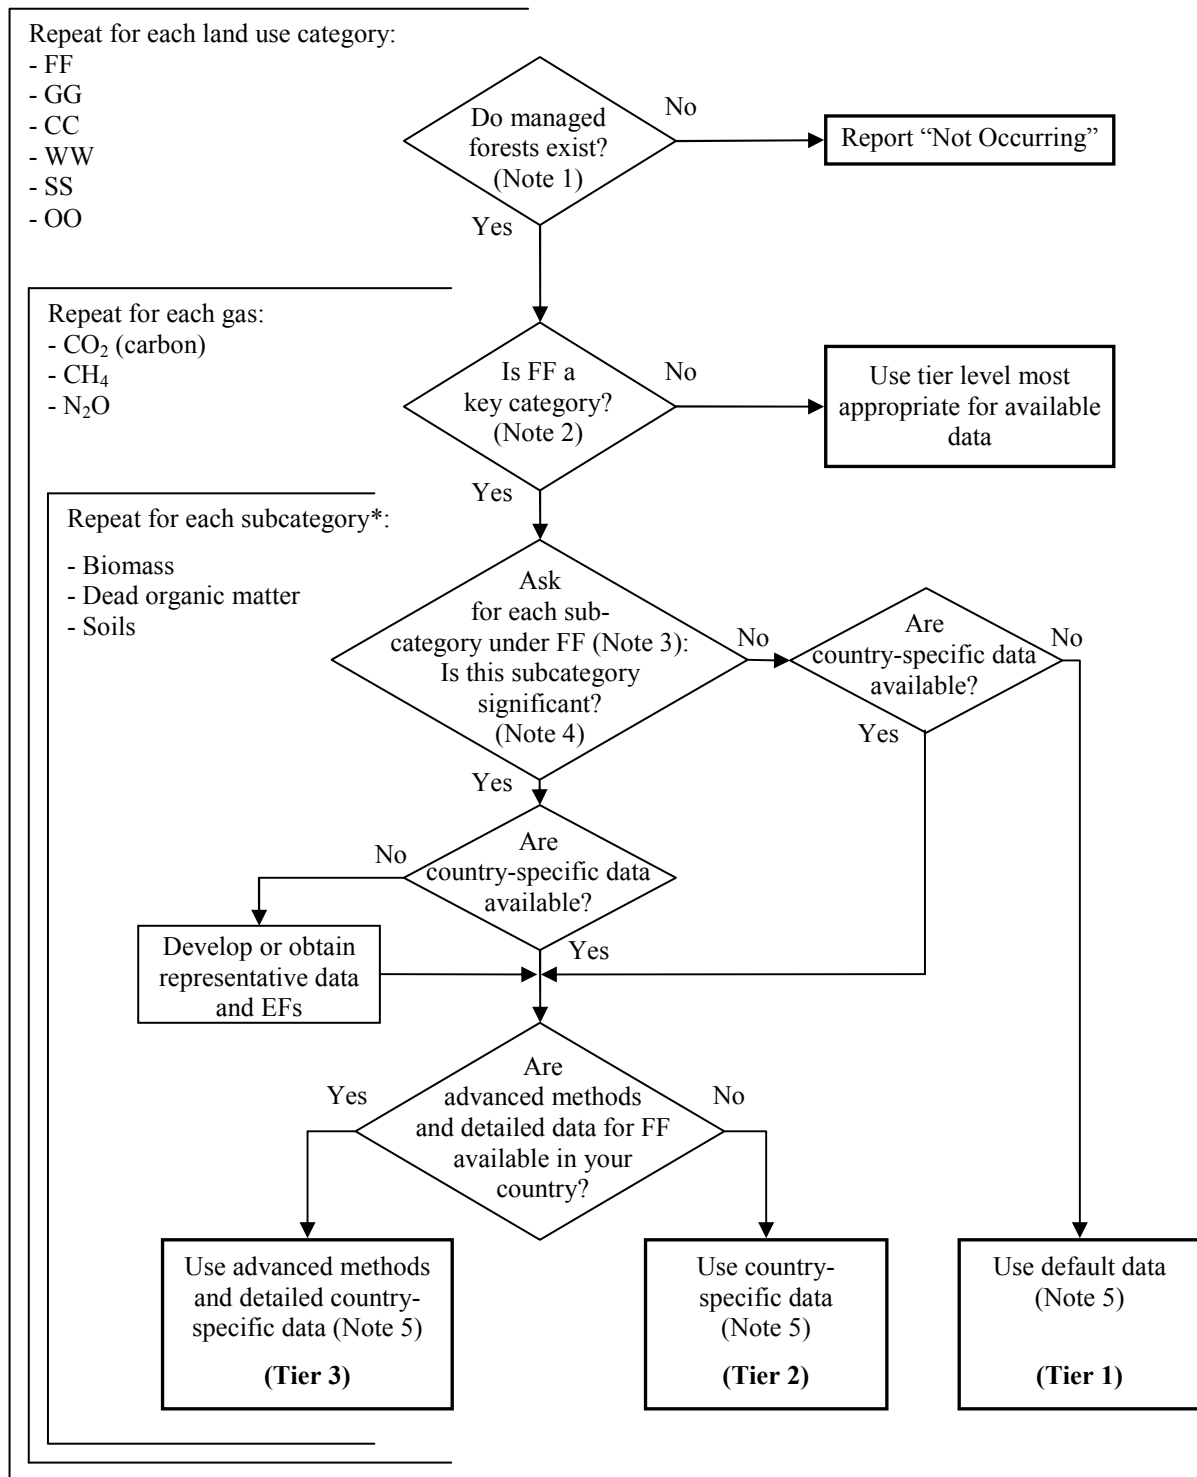 Repeat for each land use category:
- FF
- GG
- CC
- WW
- SS
- OO
Do managed
forests exist?
(Note 1)
No
Report “Not Occurring”
Yes
Repeat for each gas:
- CO₂ (carbon)
- CH₄
- N₂O
Is FF a
key category?
(Note 2)
No
Use tier level most
appropriate for available
data
Yes
Repeat for each subcategory*:
- Biomass
- Dead organic matter
- Soils
Ask
for each sub-
category under FF (Note 3):
Is this subcategory
significant?
(Note 4)
No
Are
country-specific data
available?
No
Yes
Yes
Are
country-specific data
available?
No
Develop or obtain
representative data
and EFs
Yes
Are
advanced methods
and detailed data for FF
available in your
country?
Yes
No
Use advanced methods
and detailed country-
specific data (Note 5)
(Tier 3)
Use country-
specific data
(Note 5)
(Tier 2)
Use default data
(Note 5)
(Tier 1)